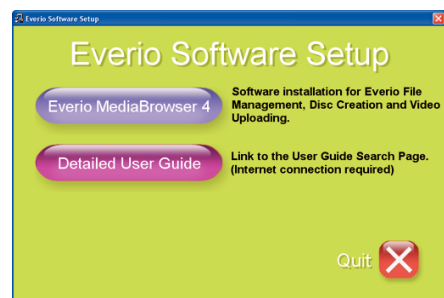 Everio Software Setup
Everio Software Setup
Everio MediaBrowser 4
Software installation for Everio File
Management, Disc Creation and Video
Uploading.
Detailed User Guide
Link to the User Guide Search Page.
(Internet connection required)
Quit